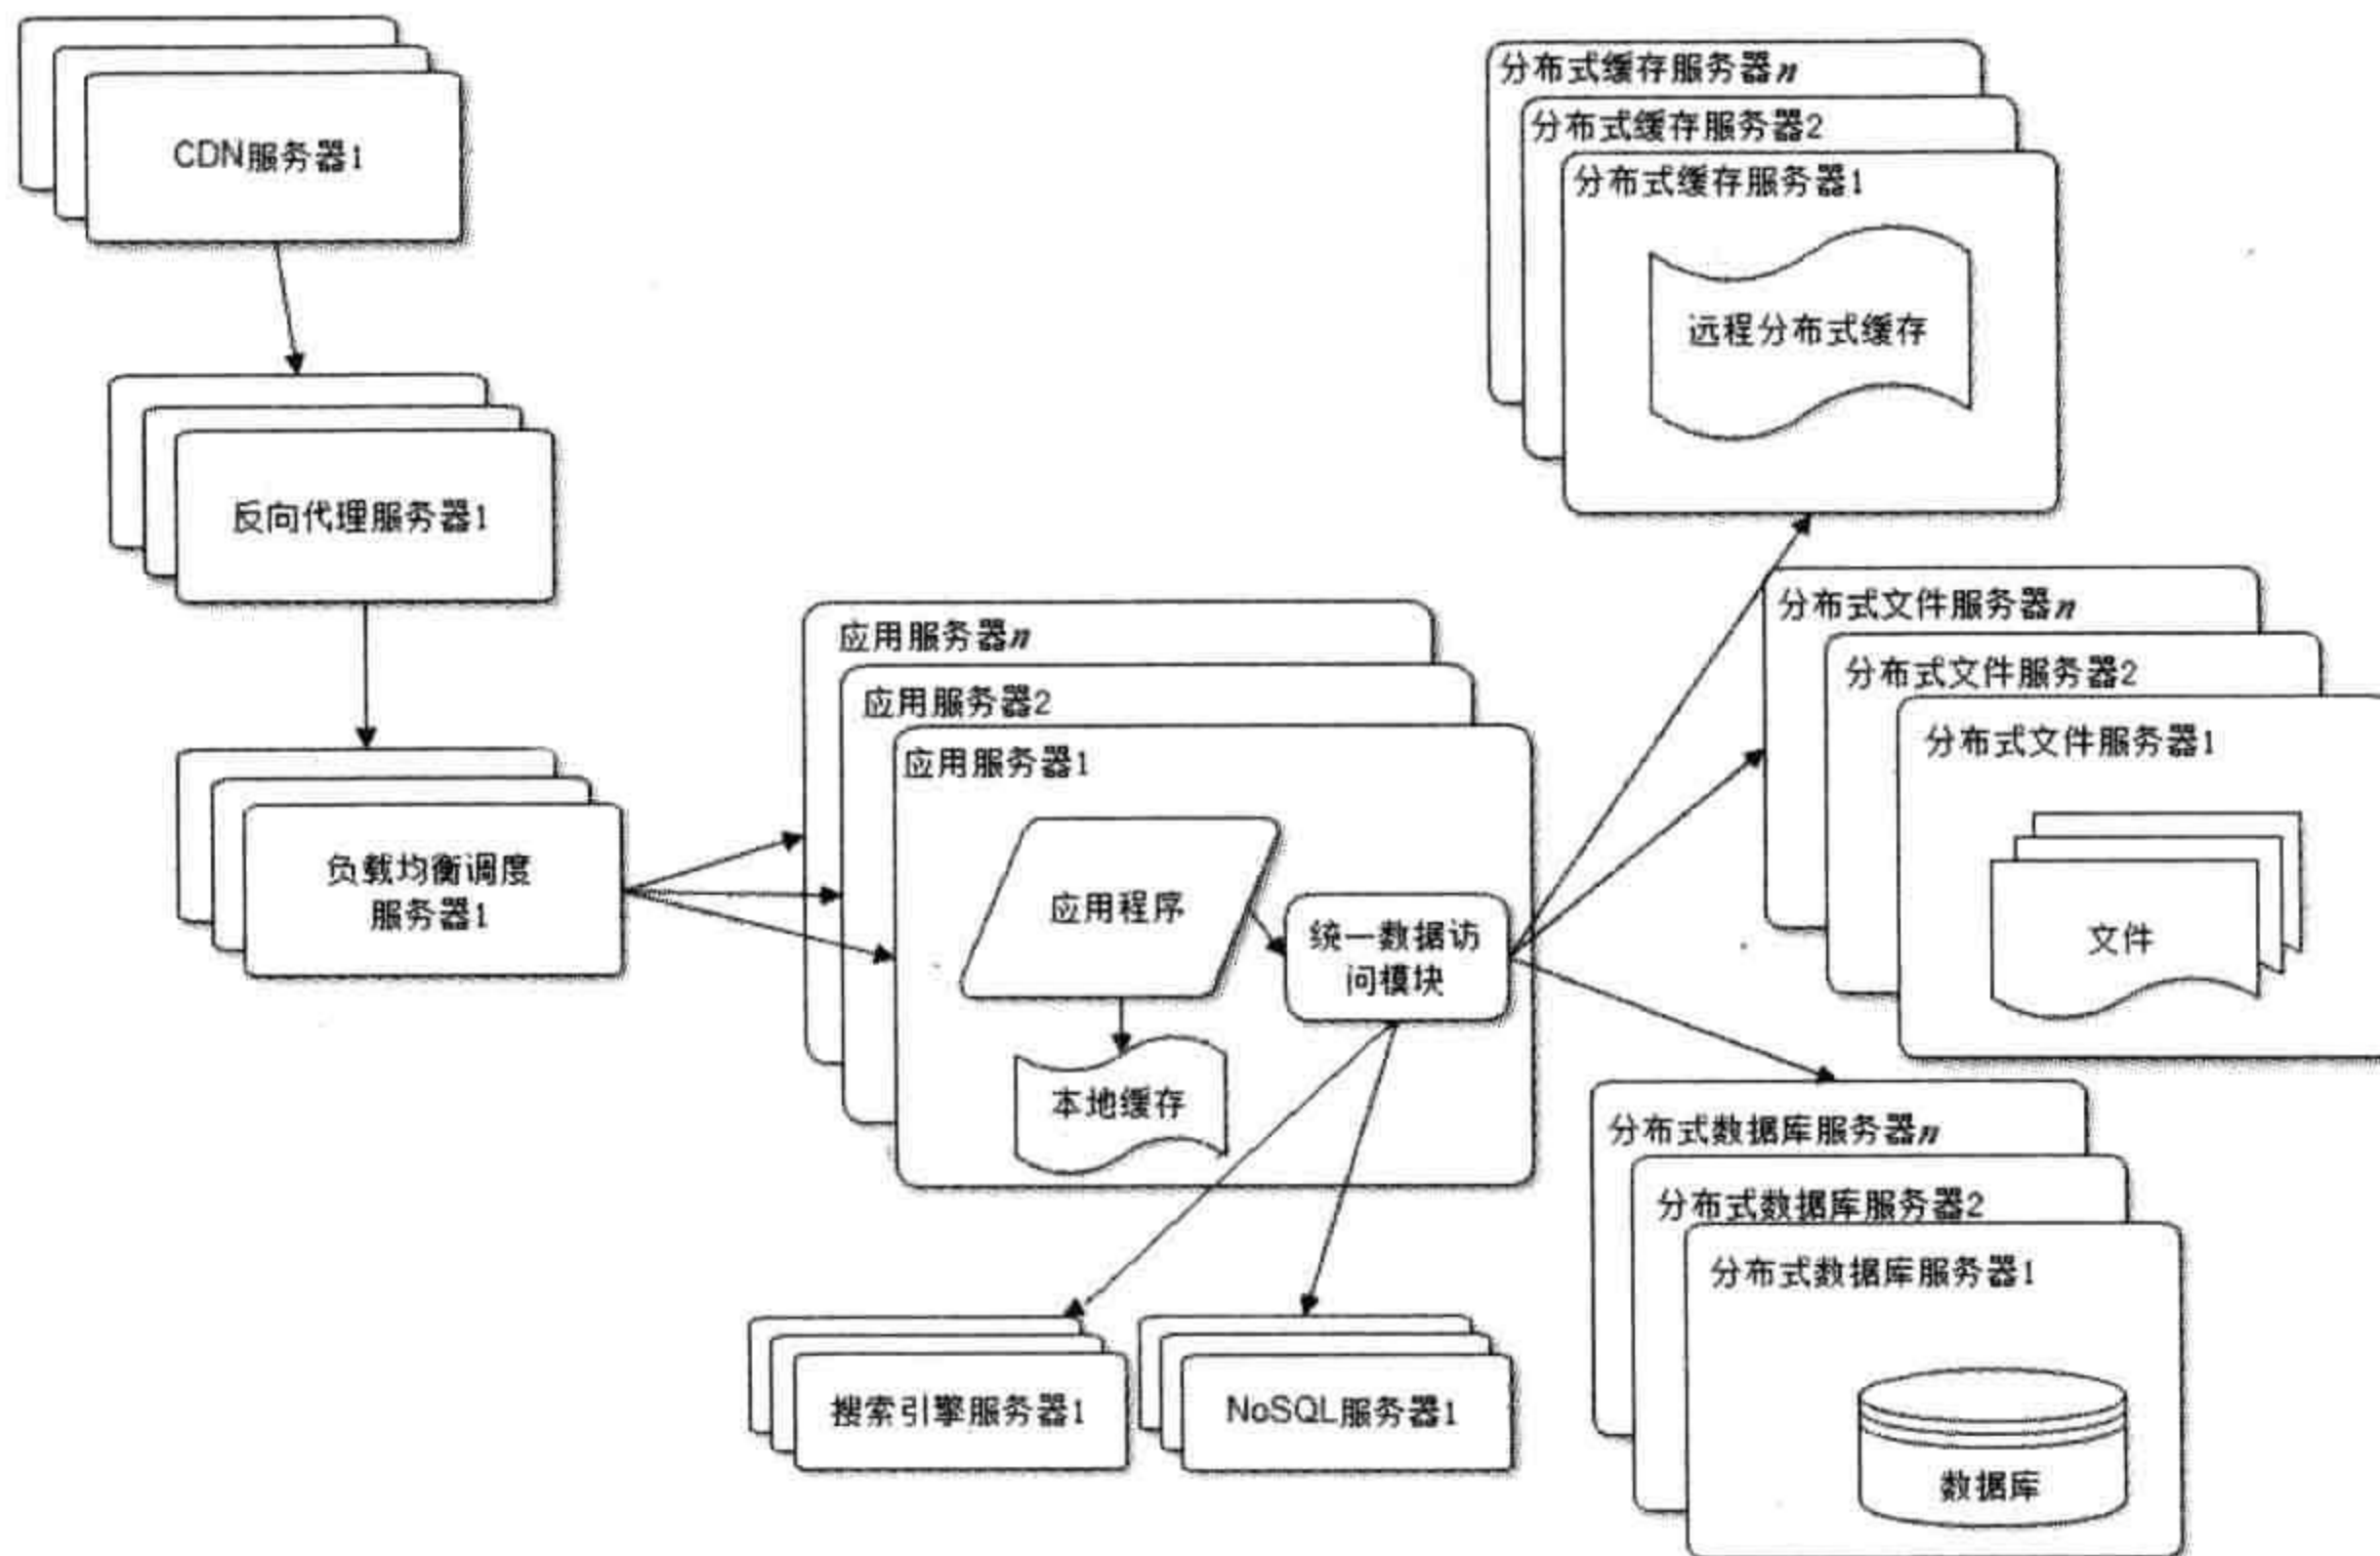 CDN服务器1
反向代理服务器1
负载均衡调度
服务器1
应用服务器n
应用服务器2
应用服务器1
应用程序
统一数据访
问模块
本地缓存
搜索引擎服务器1
NoSQL服务器1
分布式缓存服务器n
分布式缓存服务器2
分布式缓存服务器1
远程分布式缓存
分布式文件服务器n
分布式文件服务器2
分布式文件服务器1
文件
分布式数据库服务器n
分布式数据库服务器2
分布式数据库服务器1
数据库